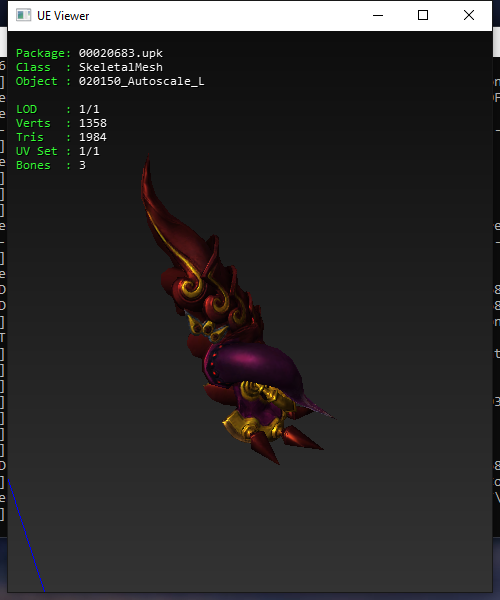 UE Viewer
Package: 00020683.upk
Class : SkeletalMesh
Object : 020150_Autoscale_L
LOD : 1/1
Verts : 1358
Tris : 1984
UV Set : 1/1
Bones : 3